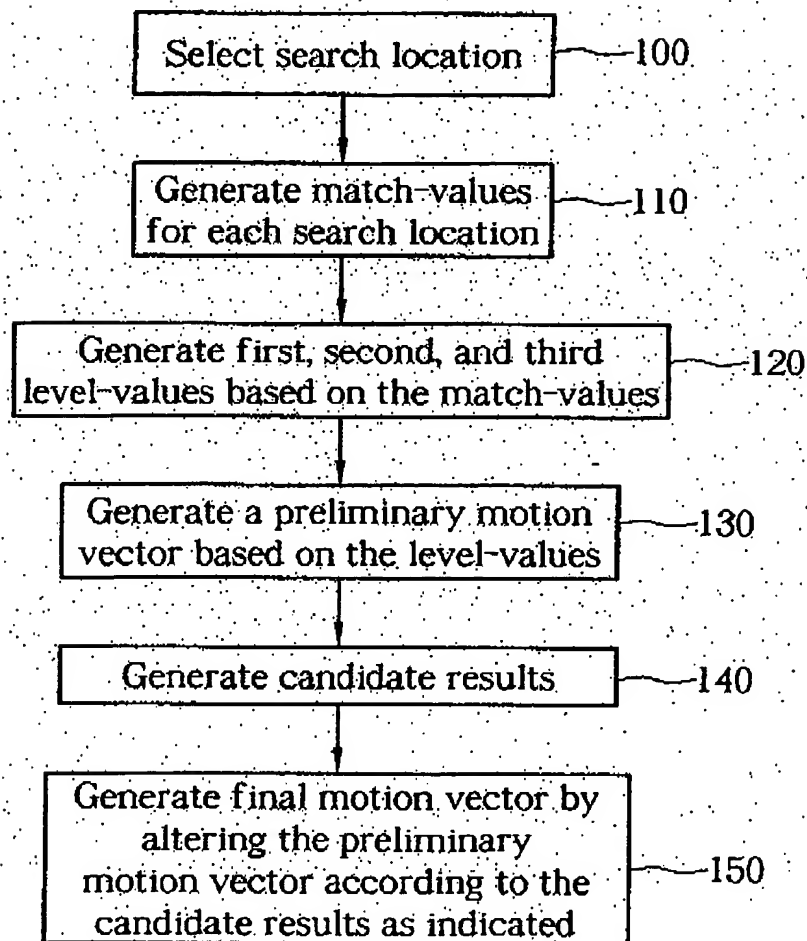 Select search location
100
Generate match-values
for each search location
110
Generate first, second, and third
level-values based on the match-values
120
Generate a preliminary motion
vector based on the level-values
130
Generate candidate results
140
Generate final motion vector by
altering the preliminary
motion vector according to the
candidate results as indicated
150